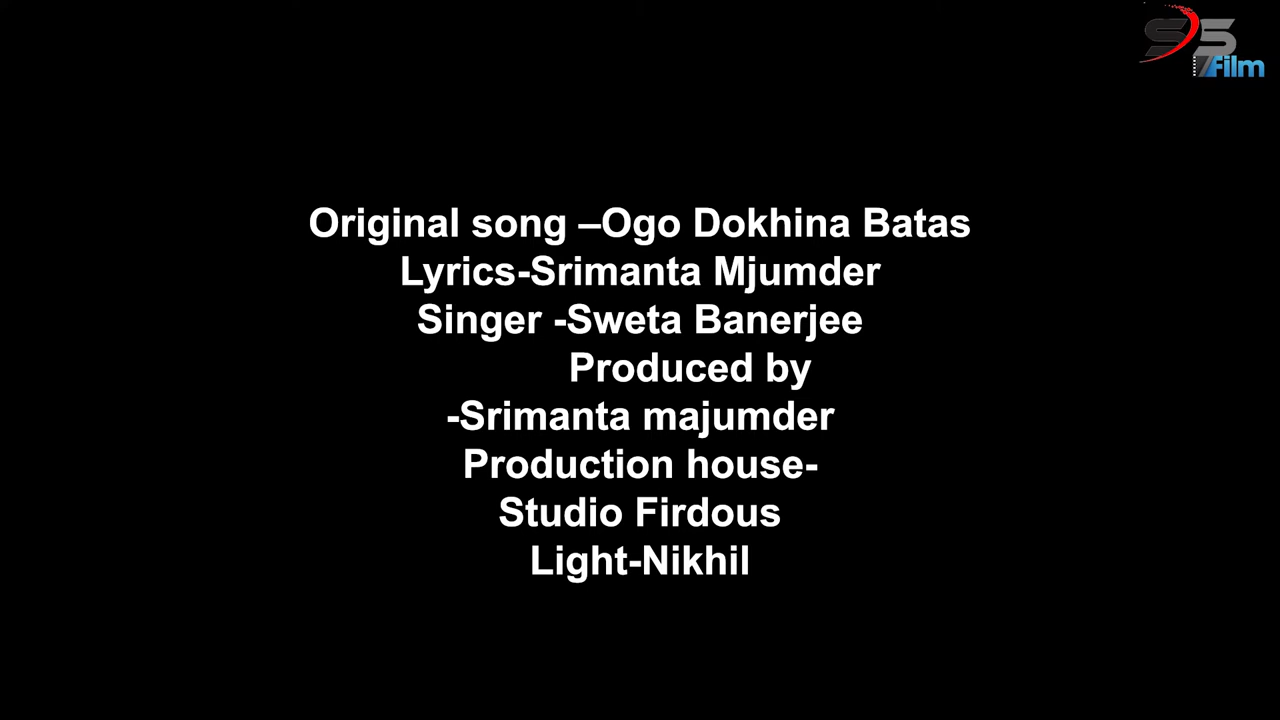 S5
Film
Original song –Ogo Dokhina Batas
Lyrics-Srimanta Mjumder
Singer -Sweta Banerjee
Produced by
-Srimanta majumder
Production house-
Studio Firdous
Light-Nikhil